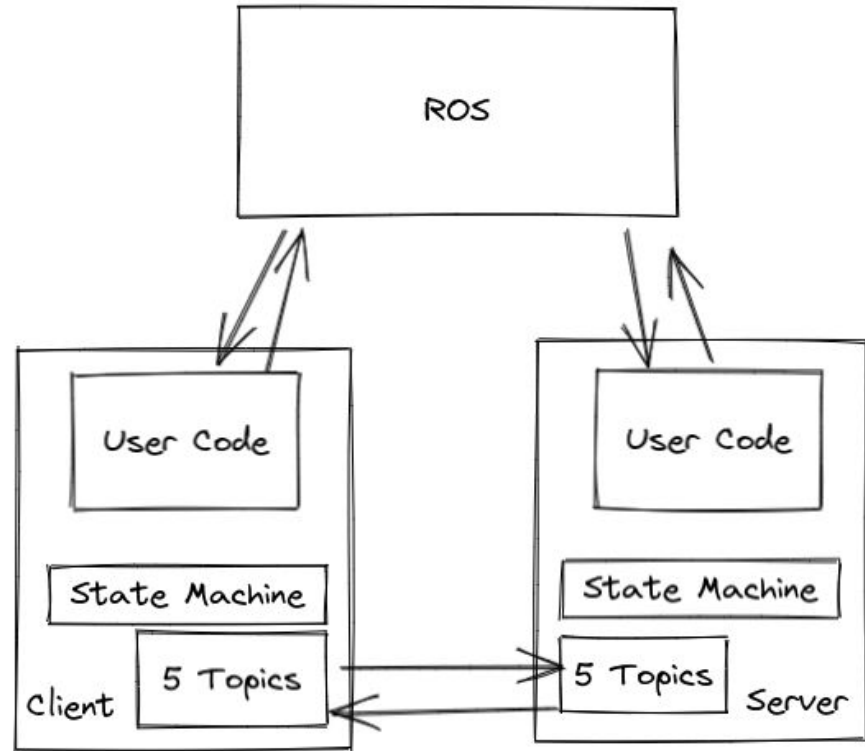 ROS
User Code
User Code
State Machine
State Machine
5 Topics
5 Topics
Client
Server